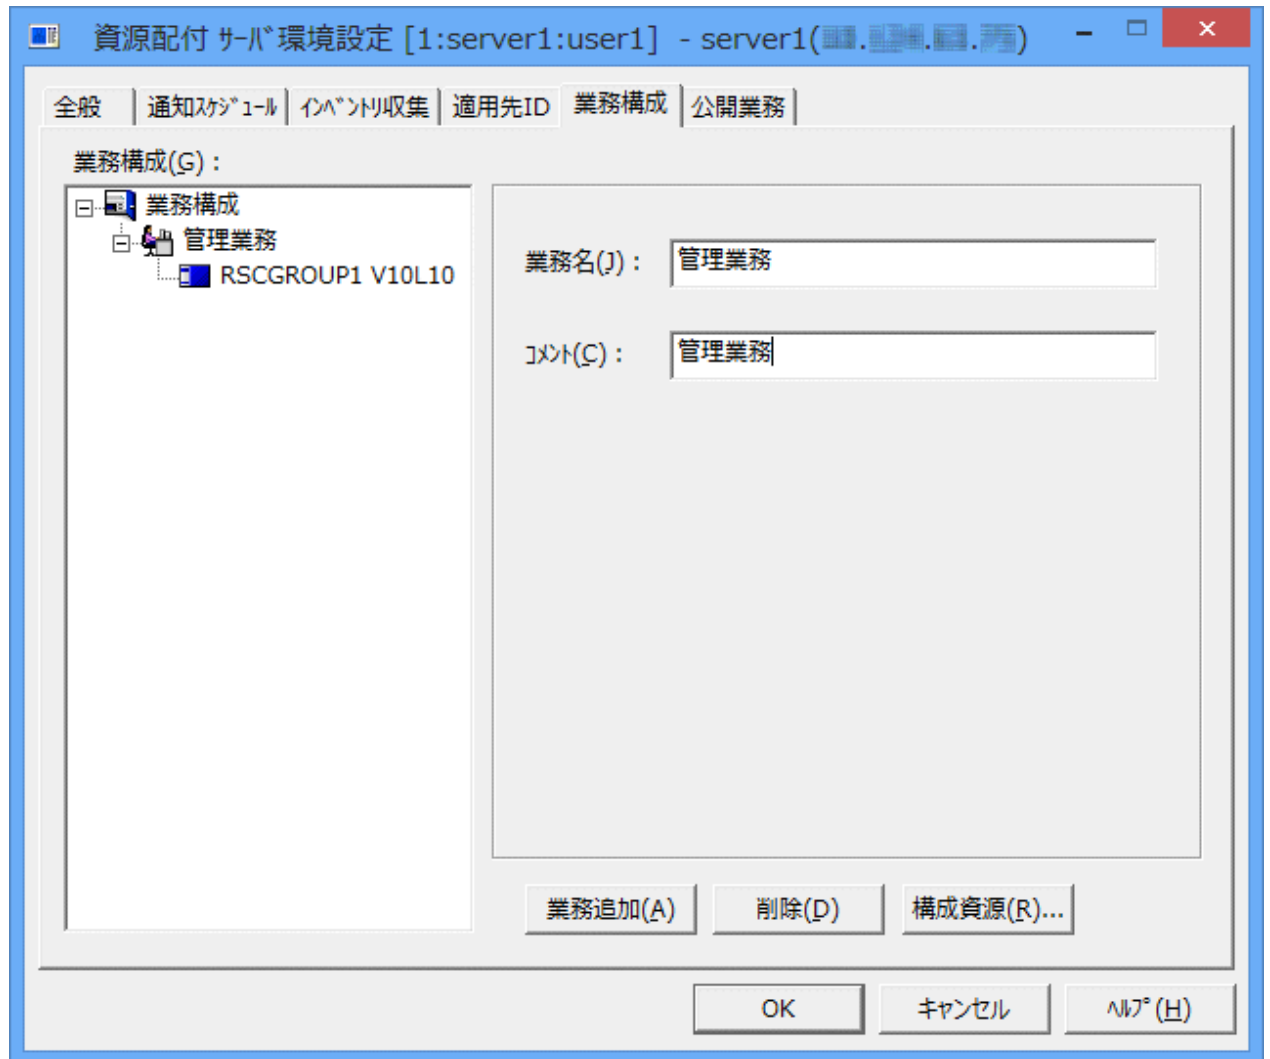 資源配付 ｻｰﾊﾞ環境設定 [1:server1:user1] - server1(
全般 通知ｽｹｼﾞｭｰﾙ ｲﾝﾍﾞﾝﾄﾘ収集 適用先ID 業務構成 公開業務
業務構成(G)：
業務構成
管理業務
RSCGROUP1 V10L10
業務名(J)： 管理業務
ｺﾒﾝﾄ(C)： 管理業務
業務追加(A) 削除(D) 構成資源(R)...
OK キャンセル ﾍﾙﾌﾟ(H)